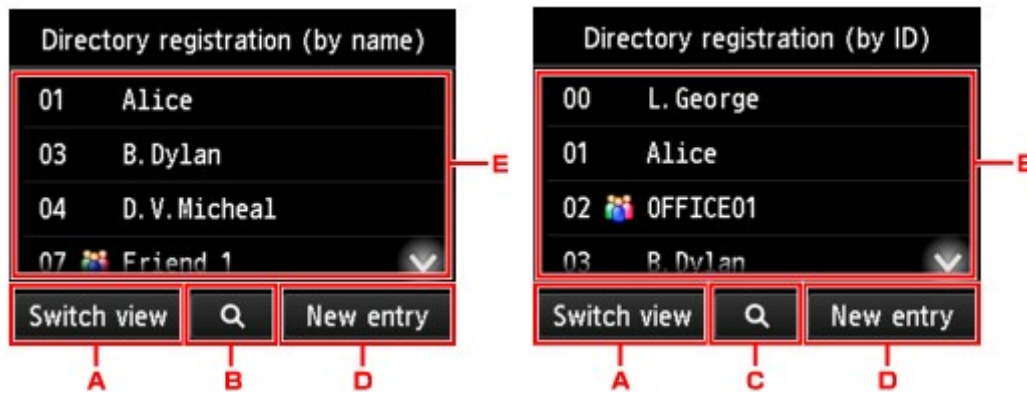 Directory registration (by name)
01 Alice
03 B.Dylan
04 D.V.Micheal
07 Friend 1
E
Switch view
New entry
A
B
D
Directory registration (by ID)
00 L.George
01 Alice
02 OFFICE01
03 B.Dylan
E
Switch view
New entry
A
C
D